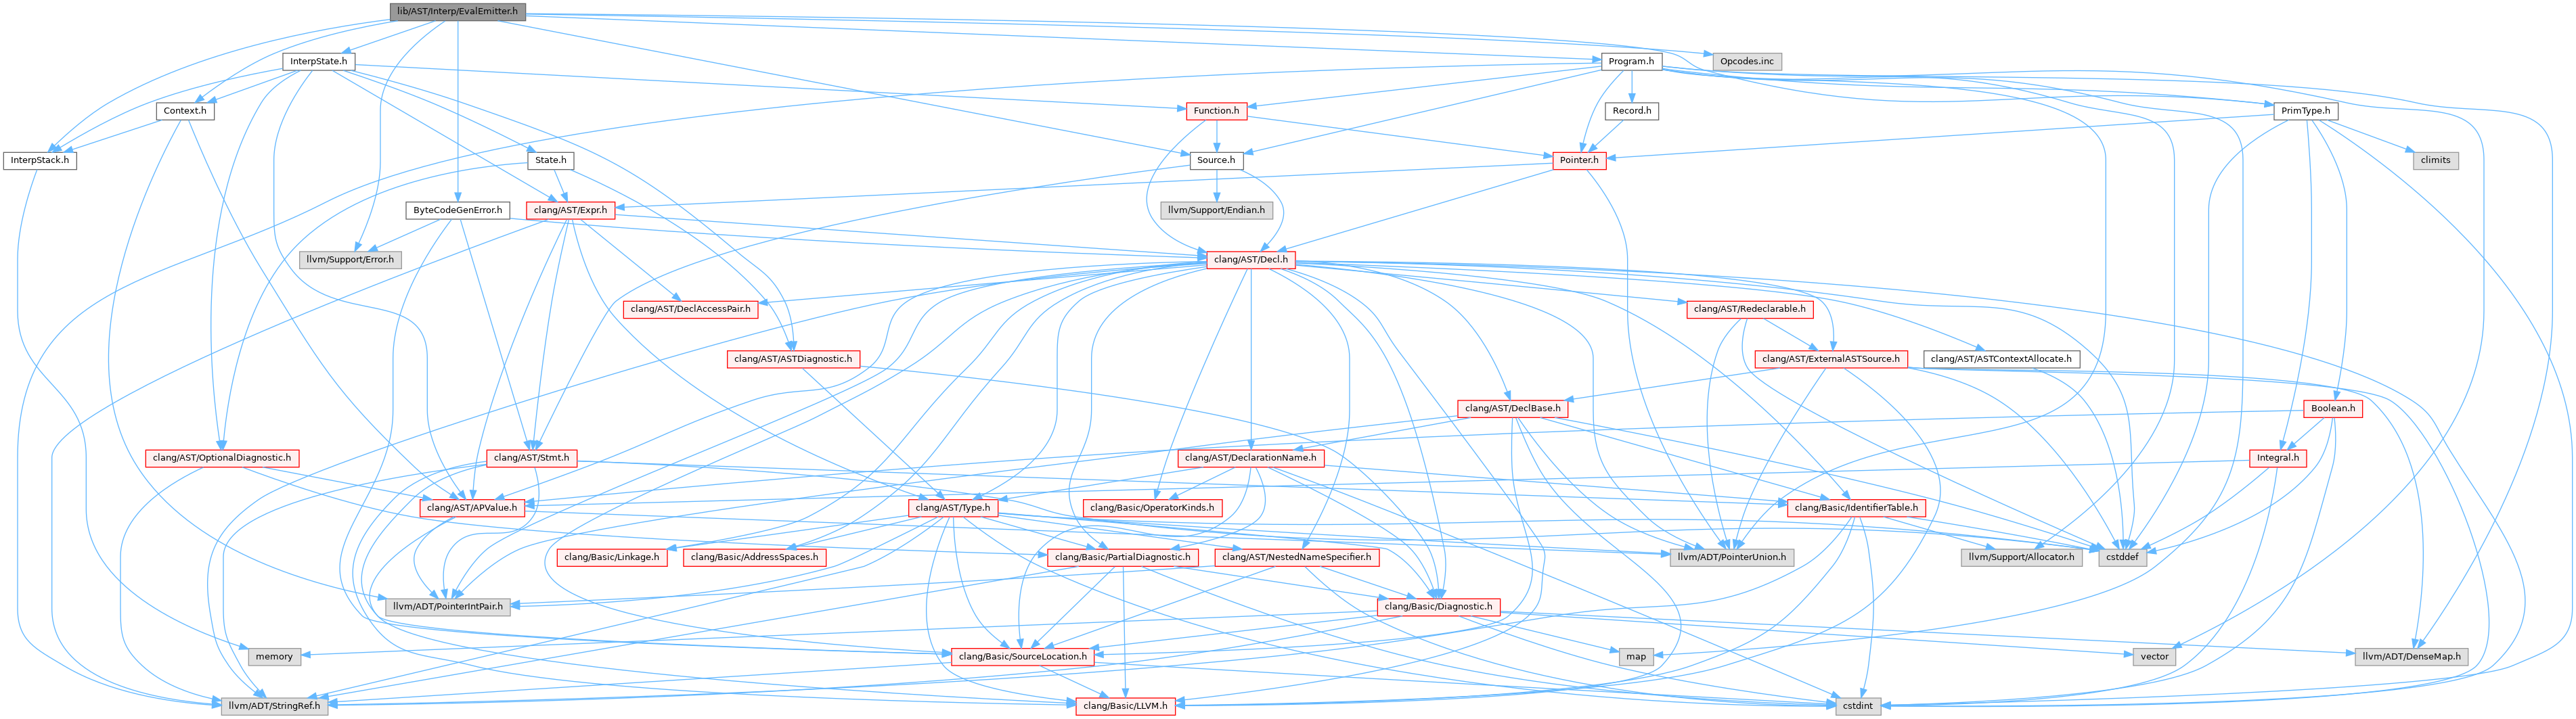 lib/AST/Interp/EvalEmitter.h
InterpState.h
Program.h
Opcodes.inc
Context.h
Function.h
Record.h
PrimType.h
InterpStack.h
State.h
Source.h
Pointer.h
climits
ByteCodeGenError.h
clang/AST/Expr.h
llvm/Support/Endian.h
llvm/Support/Error.h
clang/AST/Decl.h
clang/AST/DeclAccessPair.h
clang/AST/Redeclarable.h
clang/AST/ASTDiagnostic.h
clang/AST/ExternalASTSource.h
clang/AST/ASTContextAllocate.h
clang/AST/DeclBase.h
Boolean.h
clang/AST/OptionalDiagnostic.h
clang/AST/Stmt.h
clang/AST/DeclarationName.h
Integral.h
clang/AST/APValue.h
clang/AST/Type.h
clang/Basic/OperatorKinds.h
clang/Basic/IdentifierTable.h
clang/Basic/Linkage.h
clang/Basic/AddressSpaces.h
clang/Basic/PartialDiagnostic.h
clang/AST/NestedNameSpecifier.h
llvm/ADT/PointerUnion.h
llvm/Support/Allocator.h
cstddef
llvm/ADT/PointerIntPair.h
clang/Basic/Diagnostic.h
memory
clang/Basic/SourceLocation.h
map
vector
llvm/ADT/DenseMap.h
llvm/ADT/StringRef.h
clang/Basic/LLVM.h
cstdint